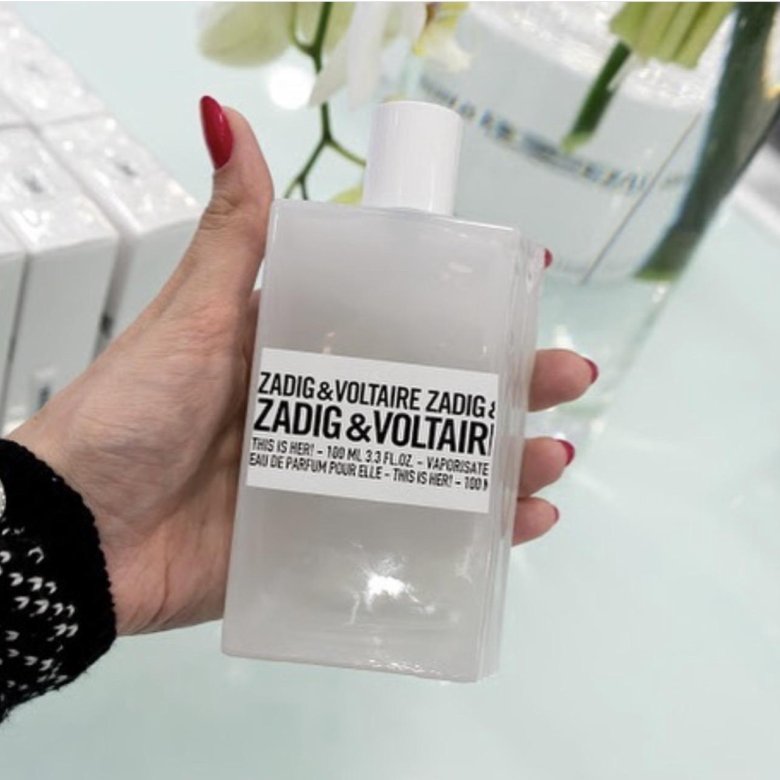 ZADIG&VOLTAIRE ZADIG &
ZADIG&VOLTAIR
THIS IS HER! – 100 ML 3.3 FL.OZ. – VAPORISATE
EAU DE PARFUM POUR ELLE – THIS IS HER! – 100 M